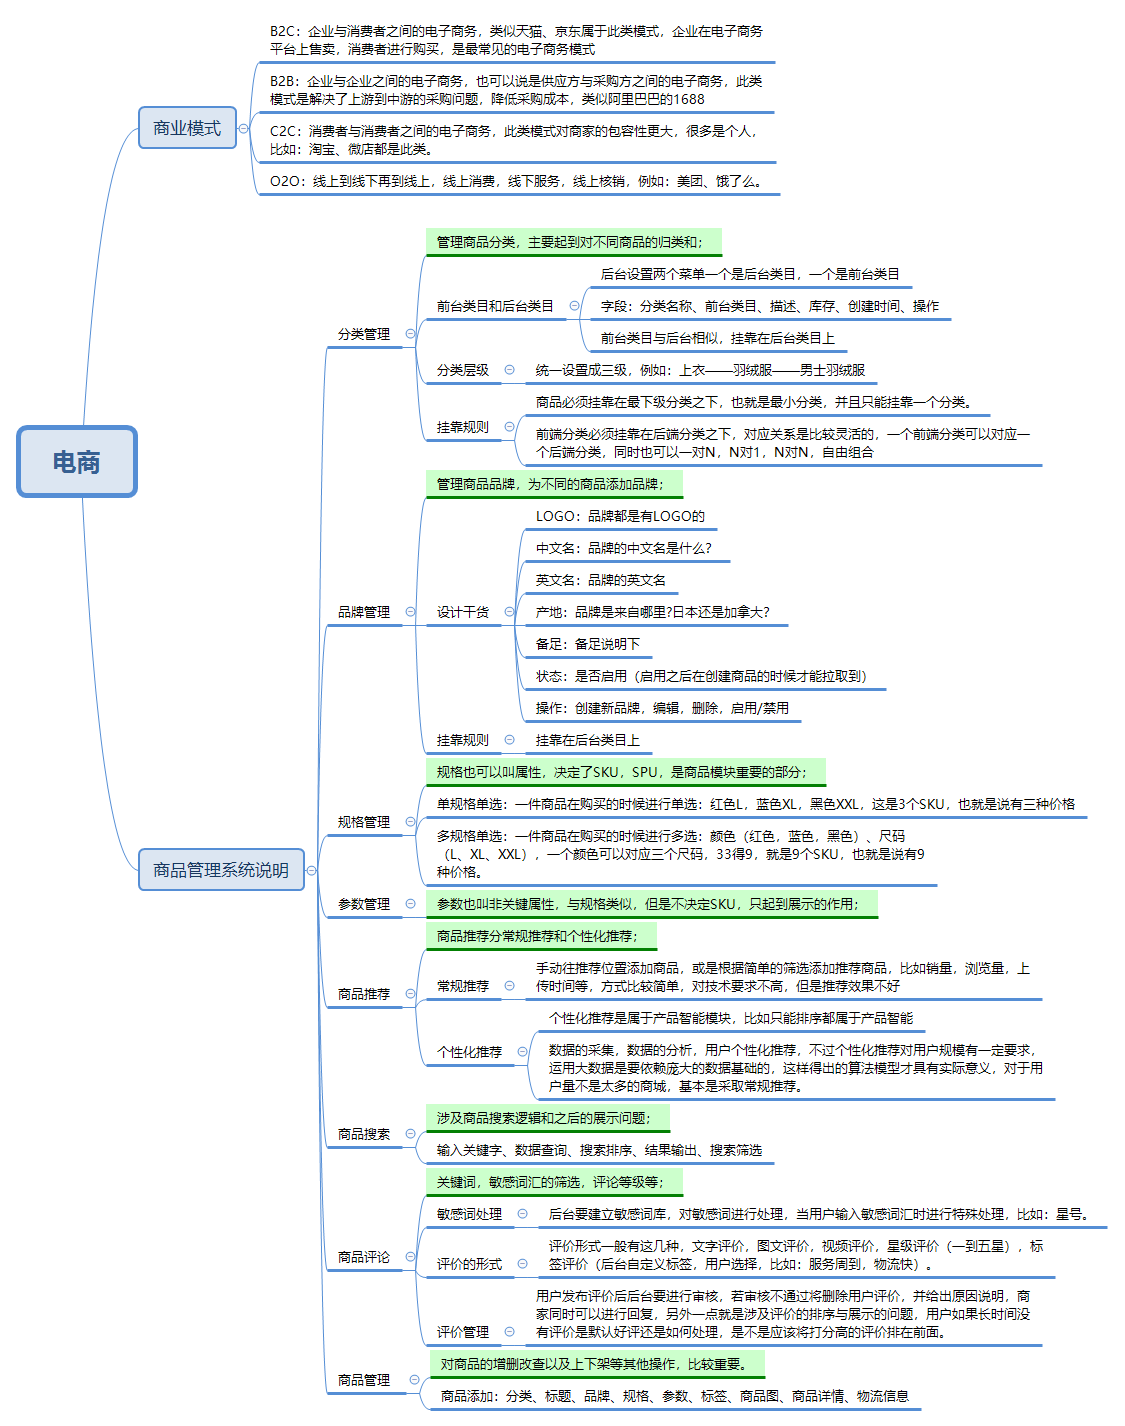 B2C：企业与消费者之间的电子商务，类似天猫、京东属于此类模式，企业在电子商务
平台上售卖，消费者进行购买，是最常见的电子商务模式
B2B：企业与企业之间的电子商务，也可以说是供应方与采购方之间的电子商务，此类
模式是解决了上游到中游的采购问题，降低采购成本，类似阿里巴巴的1688
商业模式
C2C：消费者与消费者之间的电子商务，此类模式对商家的包容性更大，很多是个人，
比如：淘宝、微店都是此类。
O2O：线上到线下再到线上，线上消费，线下服务，线上核销，例如：美团、饿了么。
电商
商品管理系统说明
分类管理
管理商品分类，主要起到对不同商品的归类和；
前台类目和后台类目
后台设置两个菜单一个是后台类目，一个是前台类目
字段：分类名称、前台类目、描述、库存、创建时间、操作
前台类目与后台相似，挂靠在后台类目上
分类层级
统一设置成三级，例如：上衣——羽绒服——男士羽绒服
挂靠规则
商品必须挂靠在最下级分类之下，也就是最小分类，并且只能挂靠一个分类。
前端分类必须挂靠在后端分类之下，对应关系是比较灵活的，一个前端分类可以对应一
个后端分类，同时也可以一对N，N对1，N对N，自由组合
品牌管理
管理商品品牌，为不同的商品添加品牌；
设计干货
LOGO：品牌都是有LOGO的
中文名：品牌的中文名是什么?
英文名：品牌的英文名
产地：品牌是来自哪里?日本还是加拿大?
备足：备足说明下
状态：是否启用（启用之后在创建商品的时候才能拉取到）
操作：创建新品牌，编辑，删除，启用/禁用
挂靠规则
挂靠在后台类目上
规格管理
规格也可以叫属性，决定了SKU，SPU，是商品模块重要的部分；
单规格单选：一件商品在购买的时候进行单选：红色L，蓝色XL，黑色XXL，这是3个SKU，也就是说有三种价格
多规格单选：一件商品在购买的时候进行多选：颜色（红色，蓝色，黑色）、尺码
（L、XL、XXL），一个颜色可以对应三个尺码，33得9，就是9个SKU，也就是说有9
种价格。
参数管理
参数也叫非关键属性，与规格类似，但是不决定SKU，只起到展示的作用；
商品推荐
商品推荐分常规推荐和个性化推荐；
常规推荐
手动往推荐位置添加商品，或是根据简单的筛选添加推荐商品，比如销量，浏览量，上
传时间等，方式比较简单，对技术要求不高，但是推荐效果不好
个性化推荐
个性化推荐是属于产品智能模块，比如只能排序都属于产品智能
数据的采集，数据的分析，用户个性化推荐，不过个性化推荐对用户规模有一定要求，
运用大数据是要依赖庞大的数据基础的，这样得出的算法模型才具有实际意义，对于用
户量不是太多的商城，基本是采取常规推荐。
商品搜索
涉及商品搜索逻辑和之后的展示问题；
输入关键字、数据查询、搜索排序、结果输出、搜索筛选
商品评论
关键词，敏感词汇的筛选，评论等级等；
敏感词处理
后台要建立敏感词库，对敏感词进行处理，当用户输入敏感词汇时进行特殊处理，比如：星号。
评价的形式
评价形式一般有这几种，文字评价，图文评价，视频评价，星级评价（一到五星），标
签评价（后台自定义标签，用户选择，比如：服务周到，物流快）。
评价管理
用户发布评价后后台要进行审核，若审核不通过将删除用户评价，并给出原因说明，商
家同时可以进行回复，另外一点就是涉及评价的排序与展示的问题，用户如果长时间没
有评价是默认好评还是如何处理，是不是应该将打分高的评价排在前面。
商品管理
对商品的增删改查以及上下架等其他操作，比较重要。
商品添加：分类、标题、品牌、规格、参数、标签、商品图、商品详情、物流信息